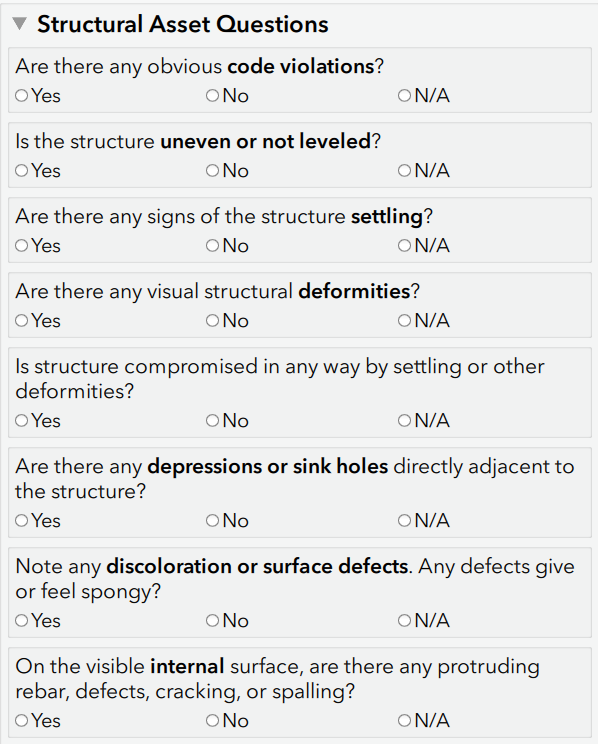 Structural Asset Questions
Are there any obvious code violations?
Yes No N/A
Is the structure uneven or not leveled?
Yes No N/A
Are there any signs of the structure settling?
Yes No N/A
Are there any visual structural deformities?
Yes No N/A
Is structure compromised in any way by settling or other
deformities?
Yes No N/A
Are there any depressions or sink holes directly adjacent to
the structure?
Yes No N/A
Note any discoloration or surface defects. Any defects give
or feel spongy?
Yes No N/A
On the visible internal surface, are there any protruding
rebar, defects, cracking, or spalling?
Yes No N/A